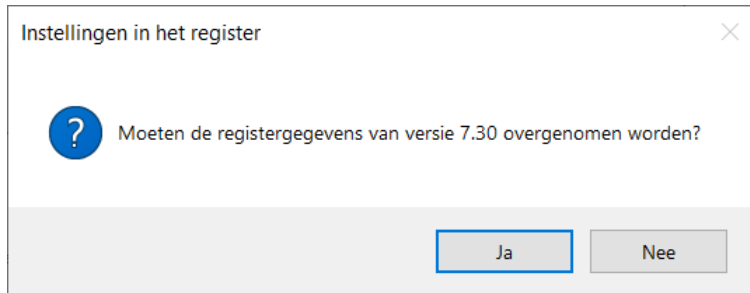 Instellingen in het register
Moeten de registergegevens van versie 7.30 overgenomen worden?
Ja
Nee